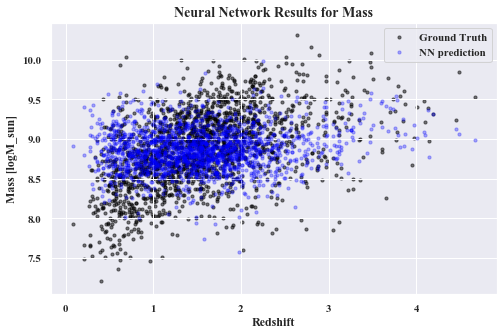 Neural Network Results for Mass
Ground Truth
NN prediction
Mass [logM_sun]
10.0
9.5
9.0
8.5
8.0
7.5
0 1 2 3 4
Redshift